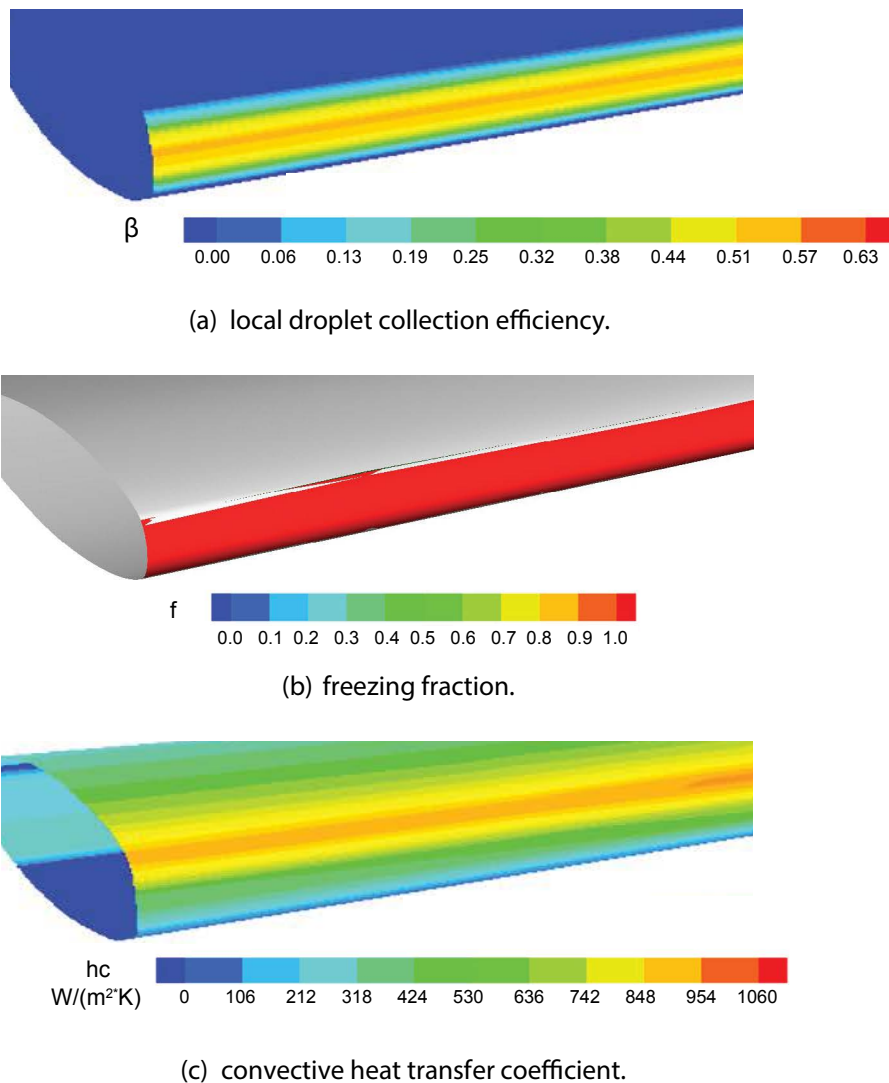 β
0.00 0.06 0.13 0.19 0.25 0.32 0.38 0.44 0.51 0.57 0.63
(a) local droplet collection efficiency.
f
0.0 0.1 0.2 0.3 0.4 0.5 0.6 0.7 0.8 0.9 1.0
(b) freezing fraction.
hc
W/(m²*K)
0 106 212 318 424 530 636 742 848 954 1060
(c) convective heat transfer coefficient.